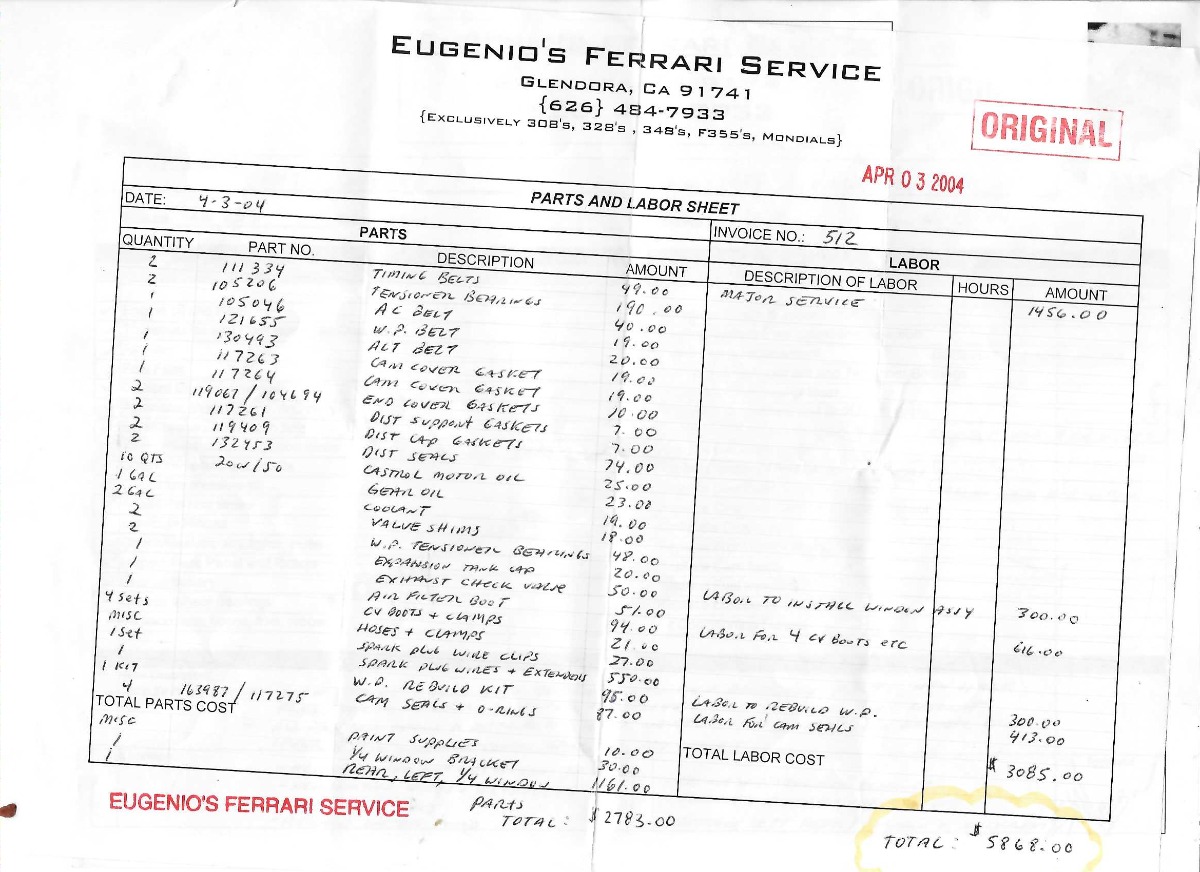 EUGENIO'S FERRARI SERVICE
GLENDORA, CA 91741
{626} 484-7933
{EXCLUSIVELY 308'S, 328'S , 348'S, F355'S, MONDIALS}
ORIGINAL
APR 03 2004
PARTS AND LABOR SHEET
DATE: 4-3-04
INVOICE NO.: 512
PARTS LABOR
QUANTITY PART NO. DESCRIPTION AMOUNT DESCRIPTION OF LABOR HOURS AMOUNT
2 111334 TIMING BELTS 49.00 MAJOR SERVICE 1456.00
2 105206 TENSIONER BEARINGS 190.00
1 105046 AC BELT 40.00
1 121655 W.P. BELT 19.00
1 130493 ALT BELT 20.00
1 117263 CAM COVER GASKET 19.00
1 117264 CAM COVER GASKET 19.00
2 119067/104694 END COVER GASKETS 10.00
2 117261 DIST SUPPORT GASKETS 7.00
2 119409 DIST CAP GASKETS 7.00
2 132453 DIST SEALS 74.00
10 QTS 20W/50 CASTROL MOTOR OIL 25.00
1 GAL GEAR OIL 23.00
2 GAL COOLANT 19.00
2 VALVE SHIMS 18.00
2 W.P. TENSIONER BEARINGS 48.00
1 EXPANSION TANK CAP 20.00
1 EXHAUST CHECK VALVE 50.00
1 AIR FILTER BOOT 51.00 LABOR TO INSTALL WINDOW ASSY 300.00
4 Sets CV BOOTS + CLAMPS 94.00 LABOR FOR 4 CV BOOTS ETC 616.00
MISC HOSES + CLAMPS 21.00
1 Set SPARK PLUG WIRE CLIPS 27.00
1 SPARK PLUG WIRES + EXTENDERS 550.00
1 KIT W.P. REBUILD KIT 95.00 LABOR TO REBUILD W.P. 300.00
4 163987/117275 CAM SEALS + O-RINGS 87.00 LABOR FOR CAM SEALS 413.00
TOTAL PARTS COST
MISC PAINT SUPPLIES 10.00 TOTAL LABOR COST $3085.00
1 1/4 WINDOW BRACKET 30.00
1 REAR, LEFT, 1/4 WINDOW 1161.00
EUGENIO'S FERRARI SERVICE
PARTS TOTAL: $2783.00
TOTAL: $5868.00